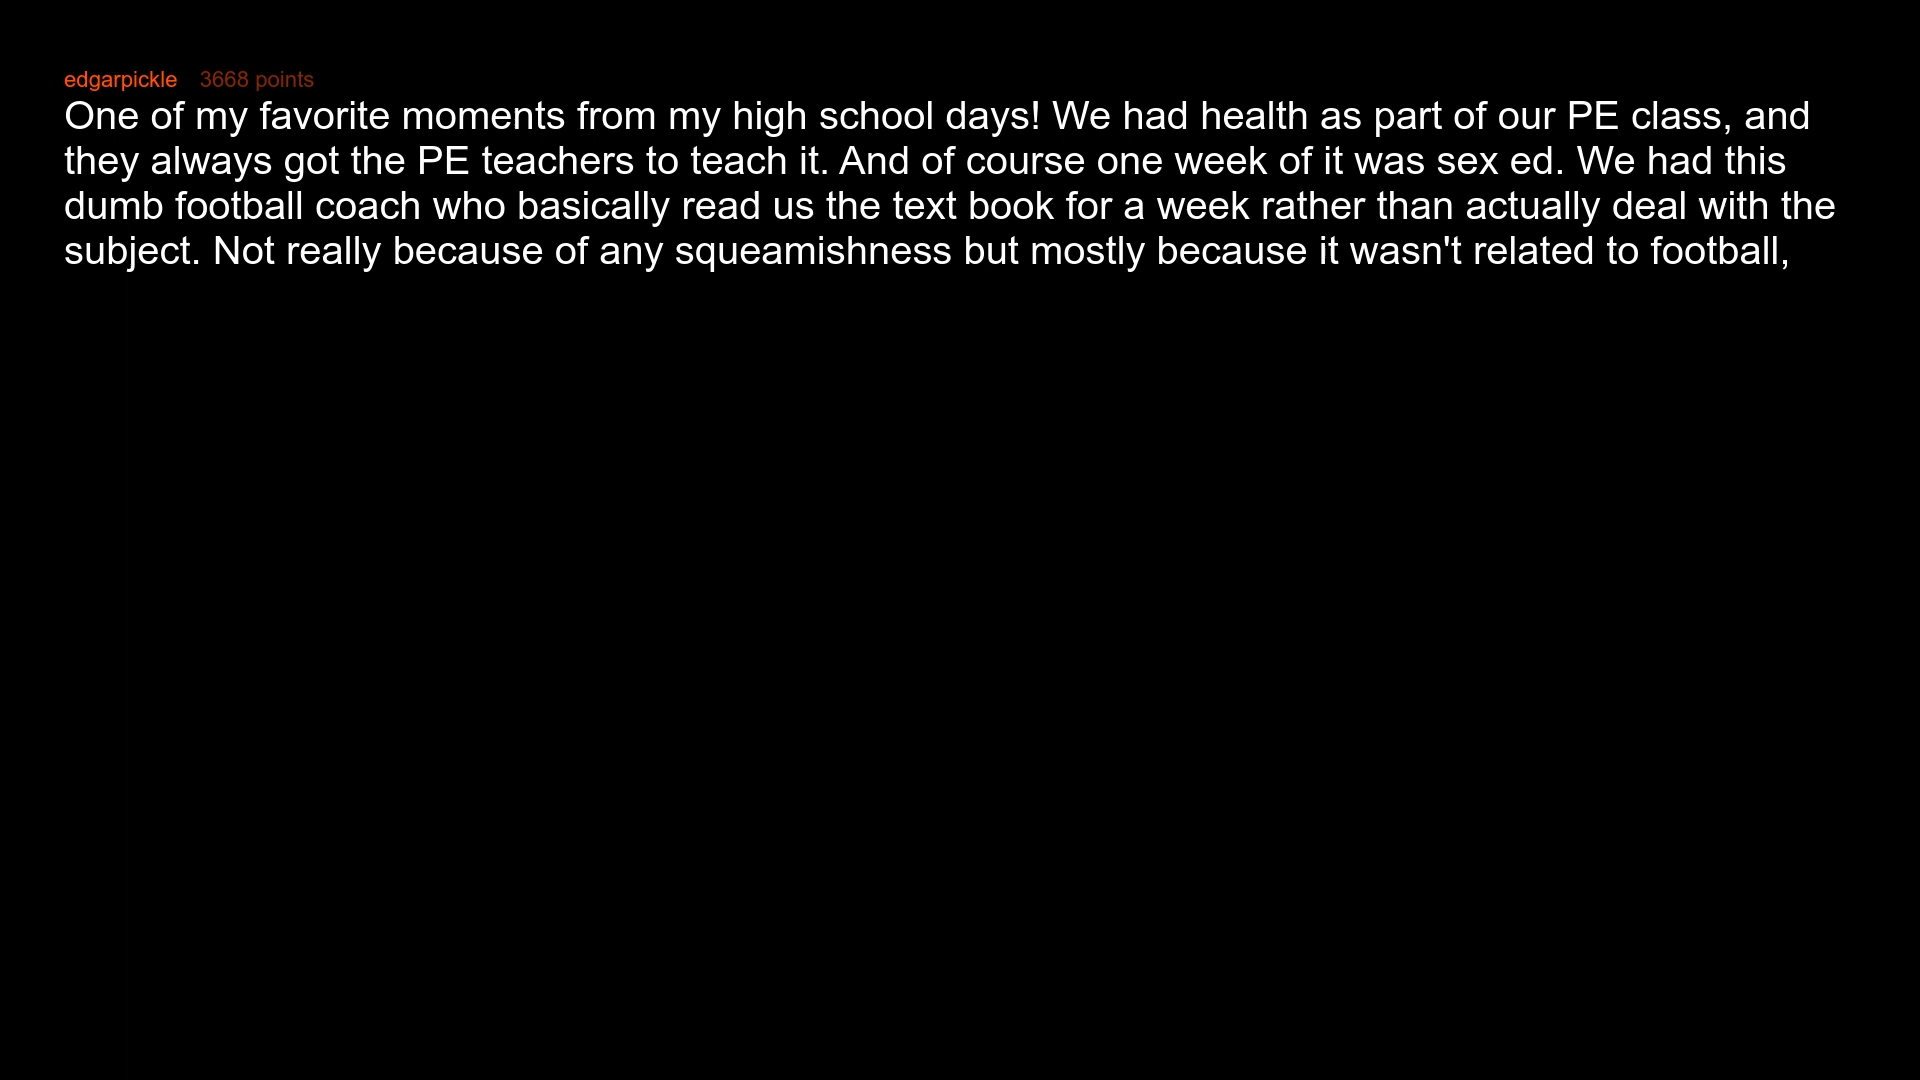 edgarpickle 3668 points
One of my favorite moments from my high school days! We had health as part of our PE class, and
they always got the PE teachers to teach it. And of course one week of it was sex ed. We had this
dumb football coach who basically read us the text book for a week rather than actually deal with the
subject. Not really because of any squeamishness but mostly because it wasn't related to football,